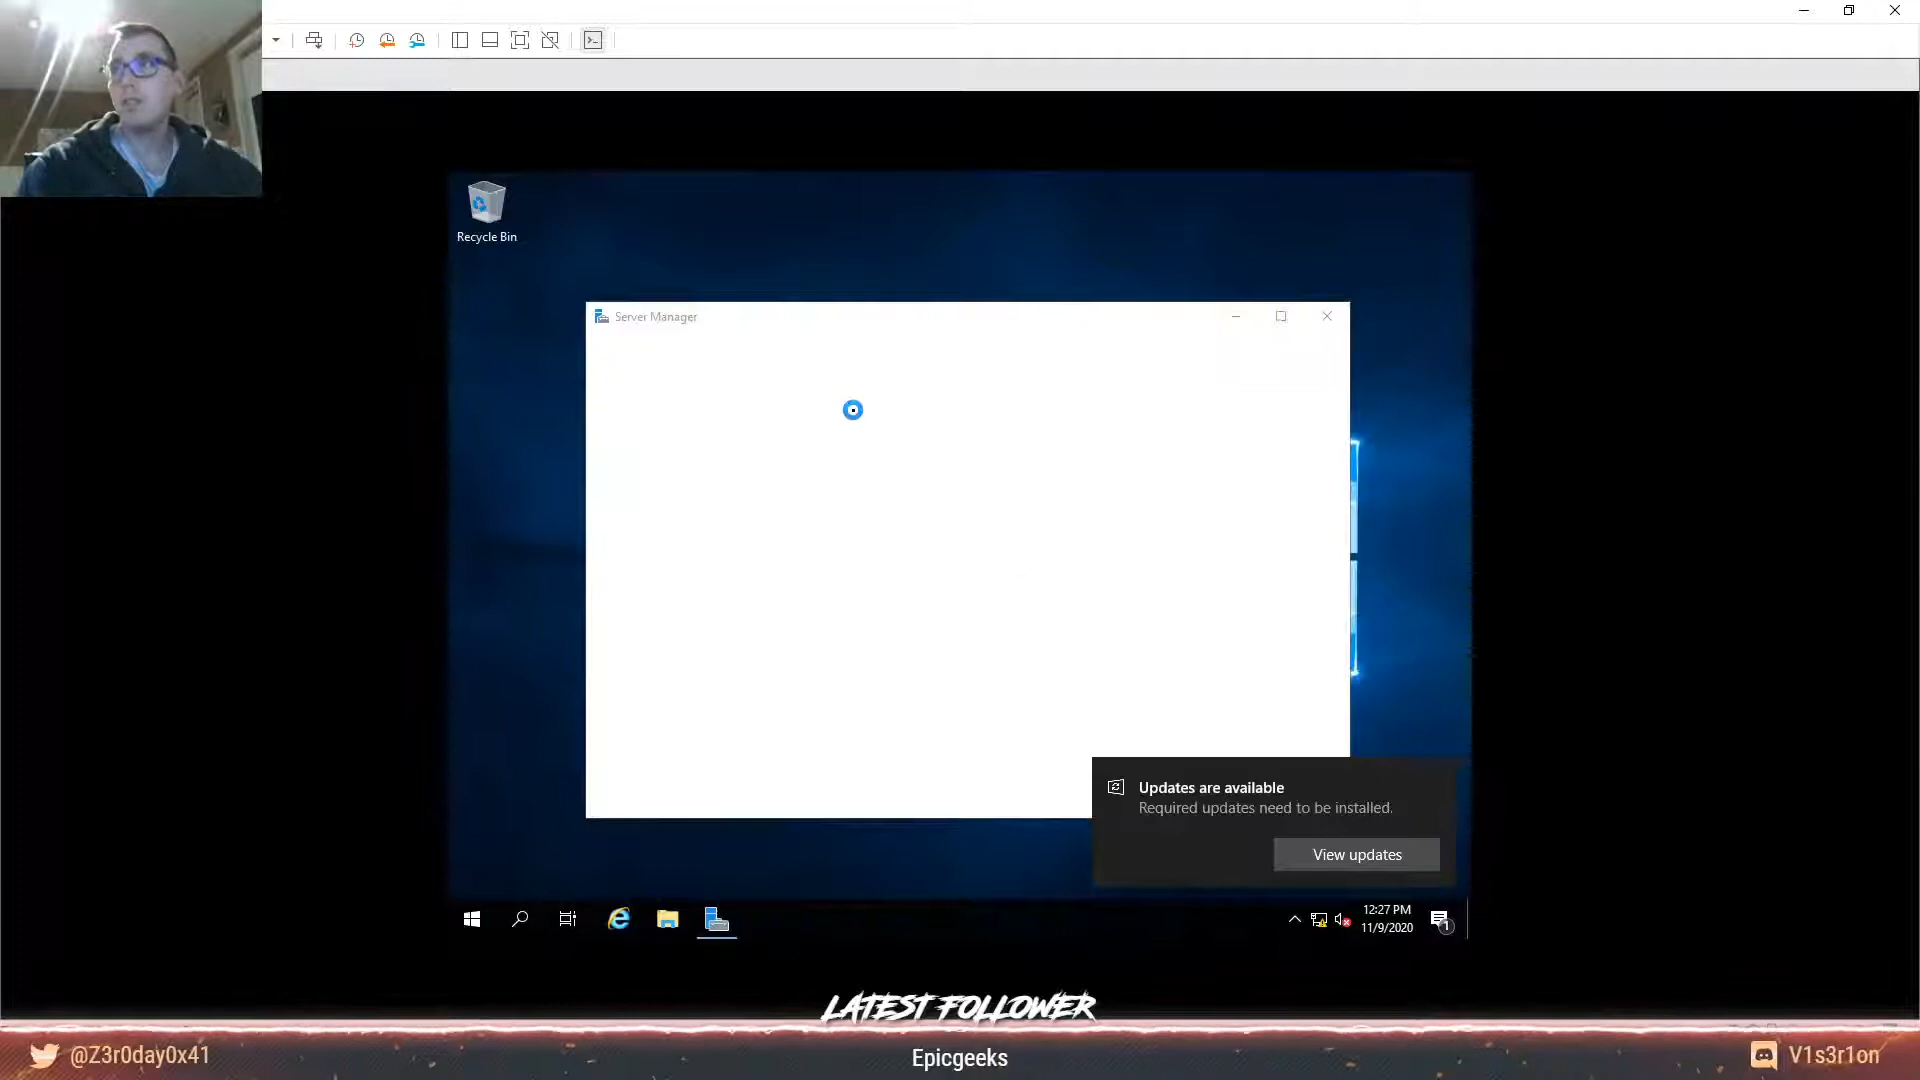 Recycle Bin
Server Manager
Updates are available
Required updates need to be installed.
View updates
12:27 PM
11/9/2020
1
LATEST FOLLOWER
@Z3r0day0x41
Epicgeeks
V1s3r1on